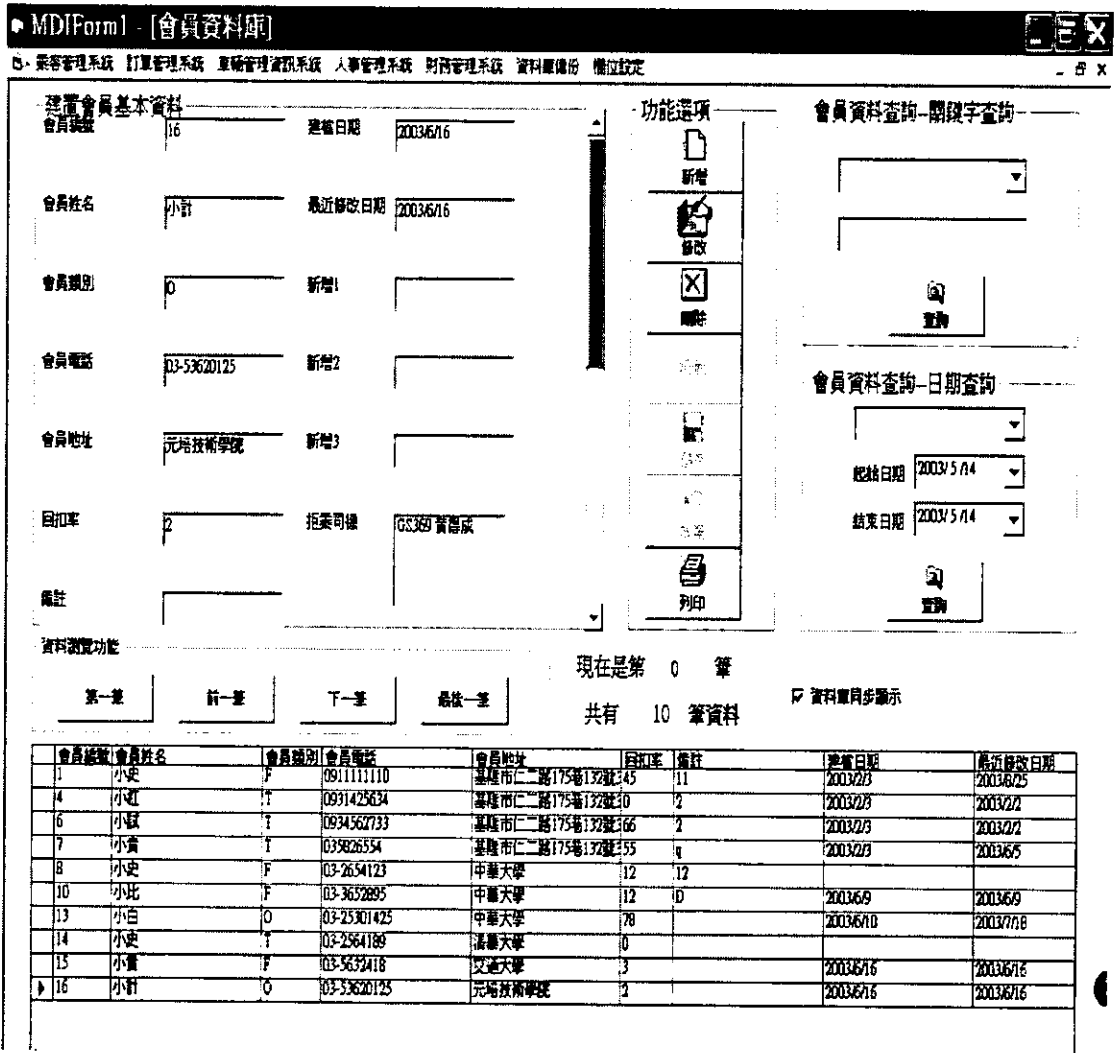 MDIForm1 - [會員資料庫]
乘客管理系統 訂單管理系統 車輛管理資訊系統 人事管理系統 財務管理系統 資料庫備份 欄位設定
建置會員基本資料
會員編號 16 建檔日期 2003/6/16
會員姓名 小計 最近修改日期 2003/6/16
會員類別 O 新增1
會員電話 03-53620125 新增2
會員地址 元培技術學院 新增3
回扣率 2 拒乘司機 GS369
備註
功能選項
新增
修改
刪除
列印
會員資料查詢--關鍵字查詢
查詢
會員資料查詢--日期查詢
起始日期 2003/ 5 /14
結束日期 2003/ 5 /14
查詢
資料瀏覽功能
第一筆 前一筆 下一筆 最後一筆
現在是第 0 筆
共有 10 筆資料
資料庫同步顯示
會員編號 會員姓名 會員類別 會員電話 會員地址 回扣率 備註 建檔日期 最近修改日期
1 小史 F 0911111110 基隆市仁二路175巷132號 45 11 2003/2/3 2003/8/25
4 小紅 T 0931425634 基隆市仁二路175巷132號 0 2 2003/2/3 2003/2/2
6 T 0934562733 基隆市仁二路175巷132號 66 2 2003/2/3 2003/2/2
7 小黃 T 035826554 基隆市仁二路175巷132號 55 q 2003/2/3 2003/6/5
8 小史 F 03-2654123 中華大學 12 12
10 小比 F 03-3652895 中華大學 12 D 2003/6/9 2003/6/9
13 小白 O 03-25301425 中華大學 78 2003/6/10 2003/7/18
14 小史 T 03-2564189 清華大學 0
15 F 03-5632418 交通大學 3 2003/6/16 2003/6/16
16 小計 O 03-53620125 元培技術學院 2 2003/6/16 2003/6/16